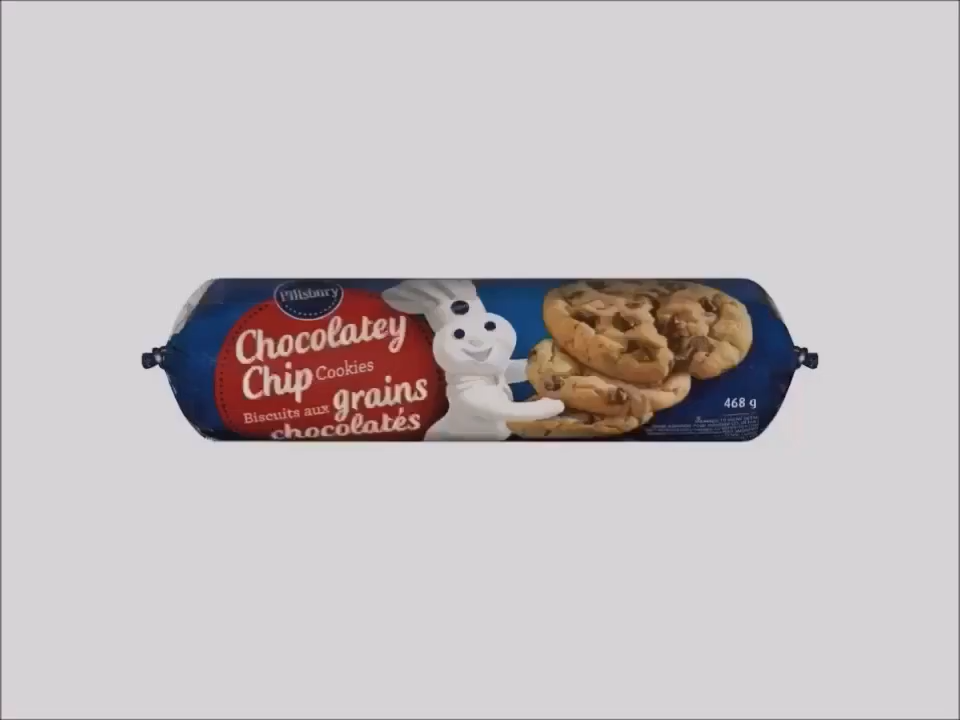 Pillsbury
Chocolatey
Chip Cookies
Biscuits aux grains
chocolatés
468 g